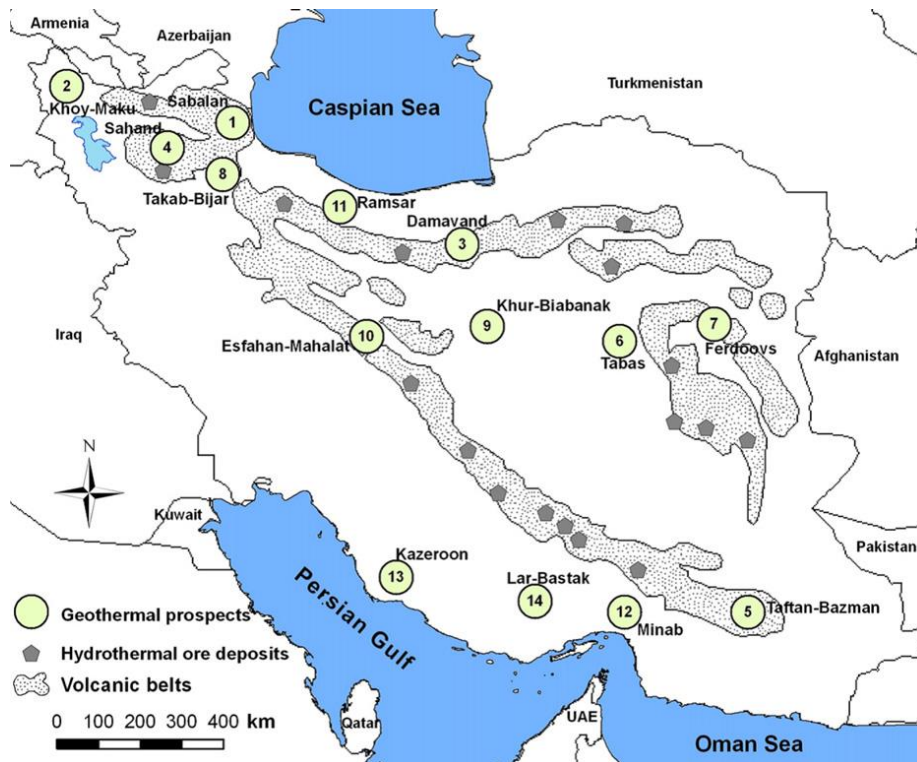 Armenia
Azerbaijan
Turkmenistan
2
Khoy-Maku
Sabalan
Caspian Sea
1
Sahand
4
8
Takab-Bijar
11
Ramsar
Damavand
3
Khur-Biabanak
9
7
Iraq
Esfahan-Mahalat
10
6
Tabas
Ferdoovs
Afghanistan
N
Kuwait
Pakistan
Kazeroon
13
Lar-Bastak
14
12
Minab
5
Taftan-Bazman
Persian Gulf
Geothermal prospects
Hydrothermal ore deposits
Volcanic belts
0 100 200 300 400 km
Qatar
UAE
Oman Sea